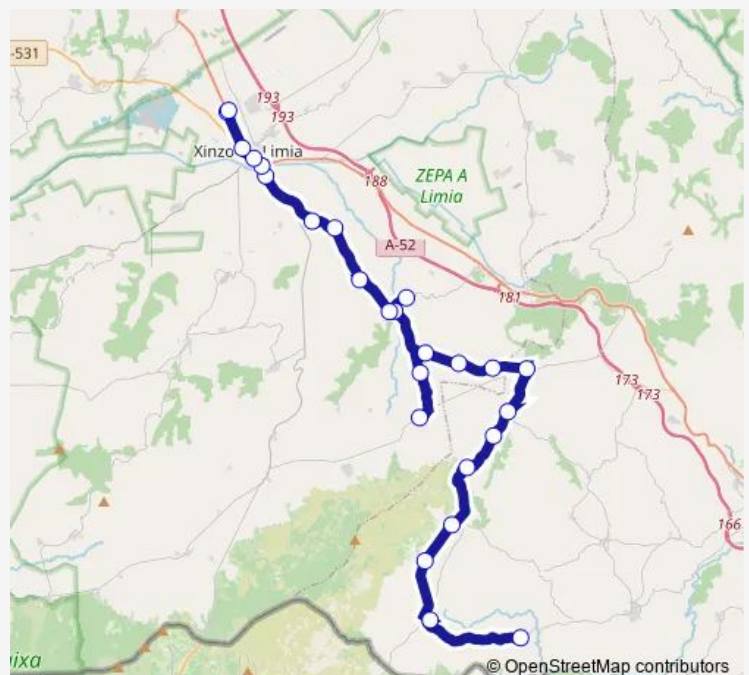 -531
193
193
Xinzo Limia
188
ZEPA A
Limia
A-52
181
173
173
166
ixa
© OpenStreetMap contributors